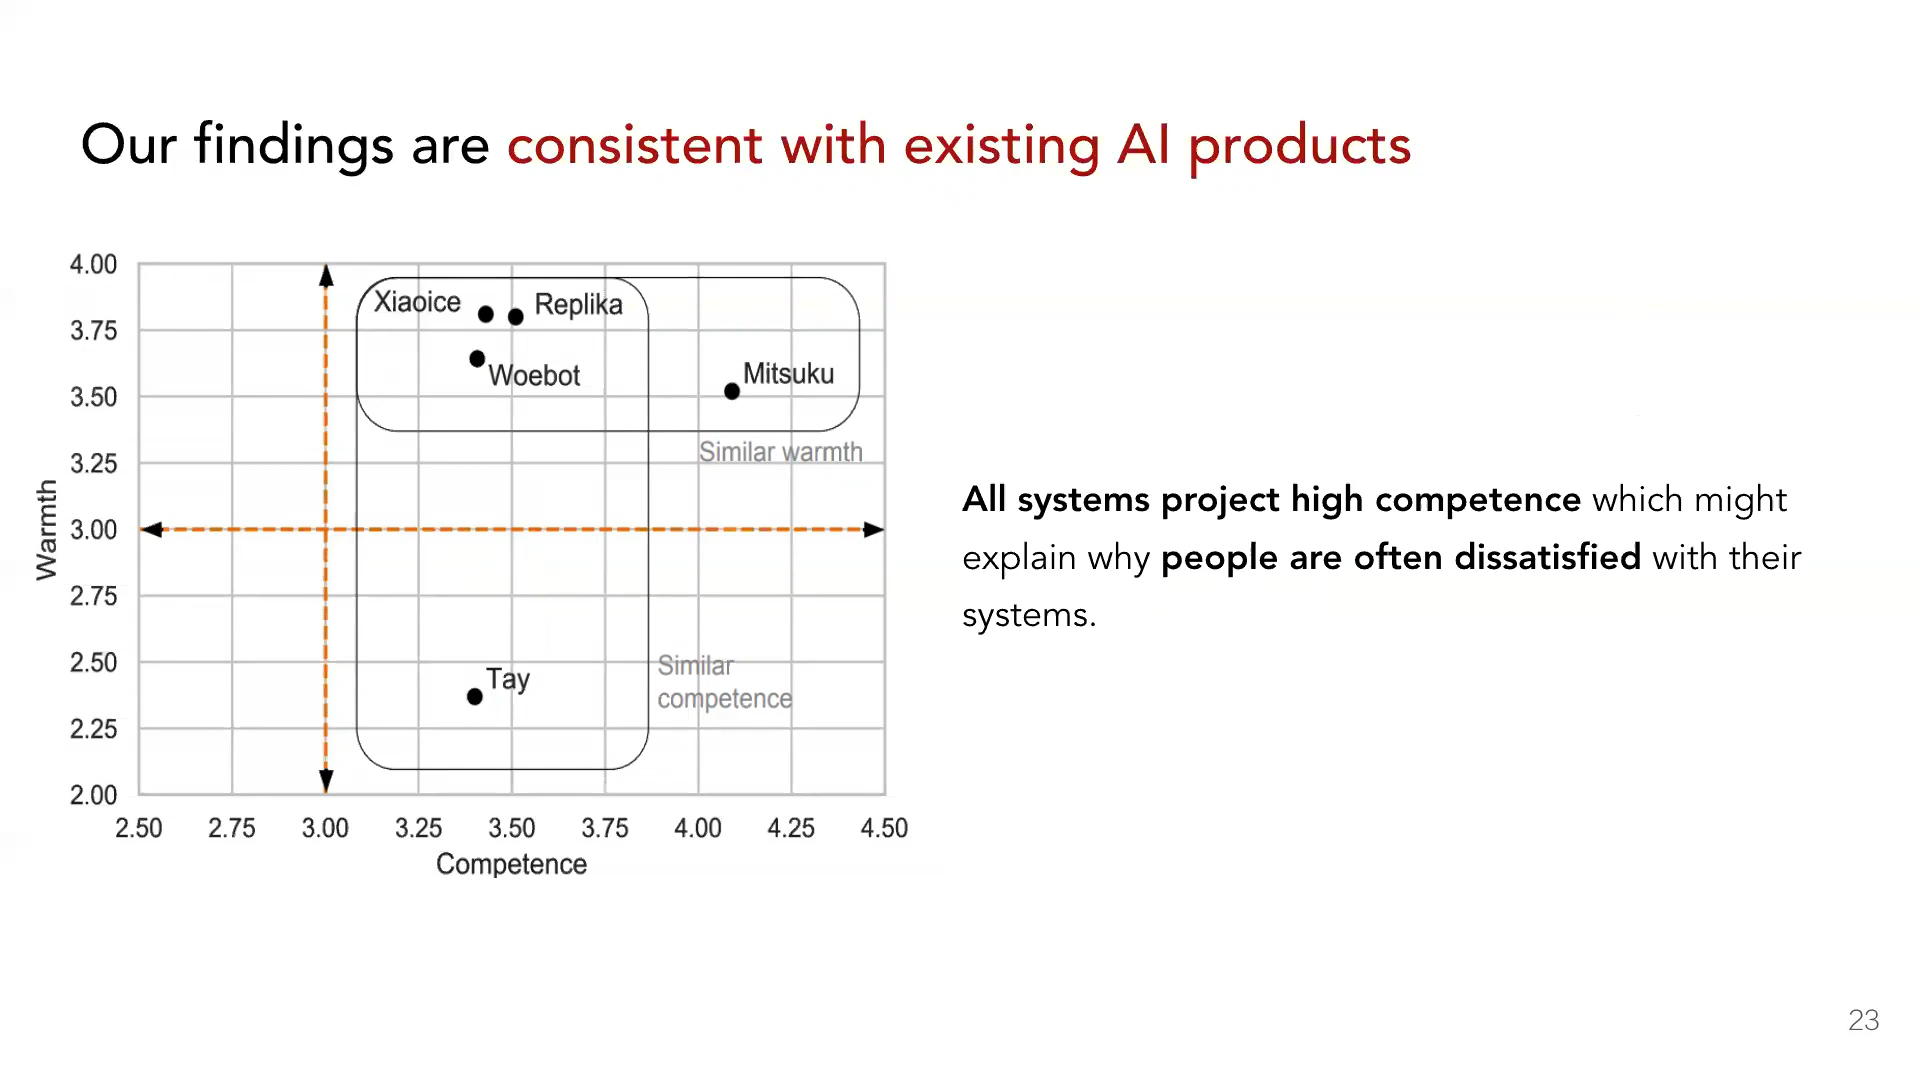 Our findings are consistent with existing AI products
4.00
3.75
3.50
3.25
3.00
2.75
2.50
2.25
2.00
Warmth
Xiaoice
Replika
Woebot
Mitsuku
Similar warmth
Tay
Similar
competence
2.50 2.75 3.00 3.25 3.50 3.75 4.00 4.25 4.50
Competence
All systems project high competence which might
explain why people are often dissatisfied with their
systems.
23